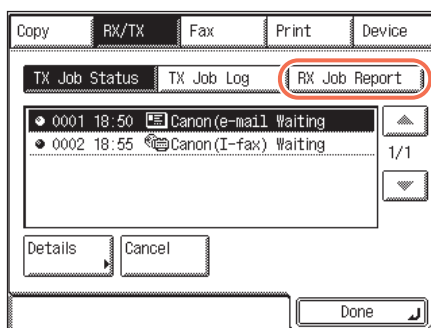 Copy RX/TX Fax Print Device
TX Job Status TX Job Log RX Job Report
0001 18:50 Canon(e-mail Waiting
0002 18:55 Canon(I-fax) Waiting
1/1
Details Cancel
Done